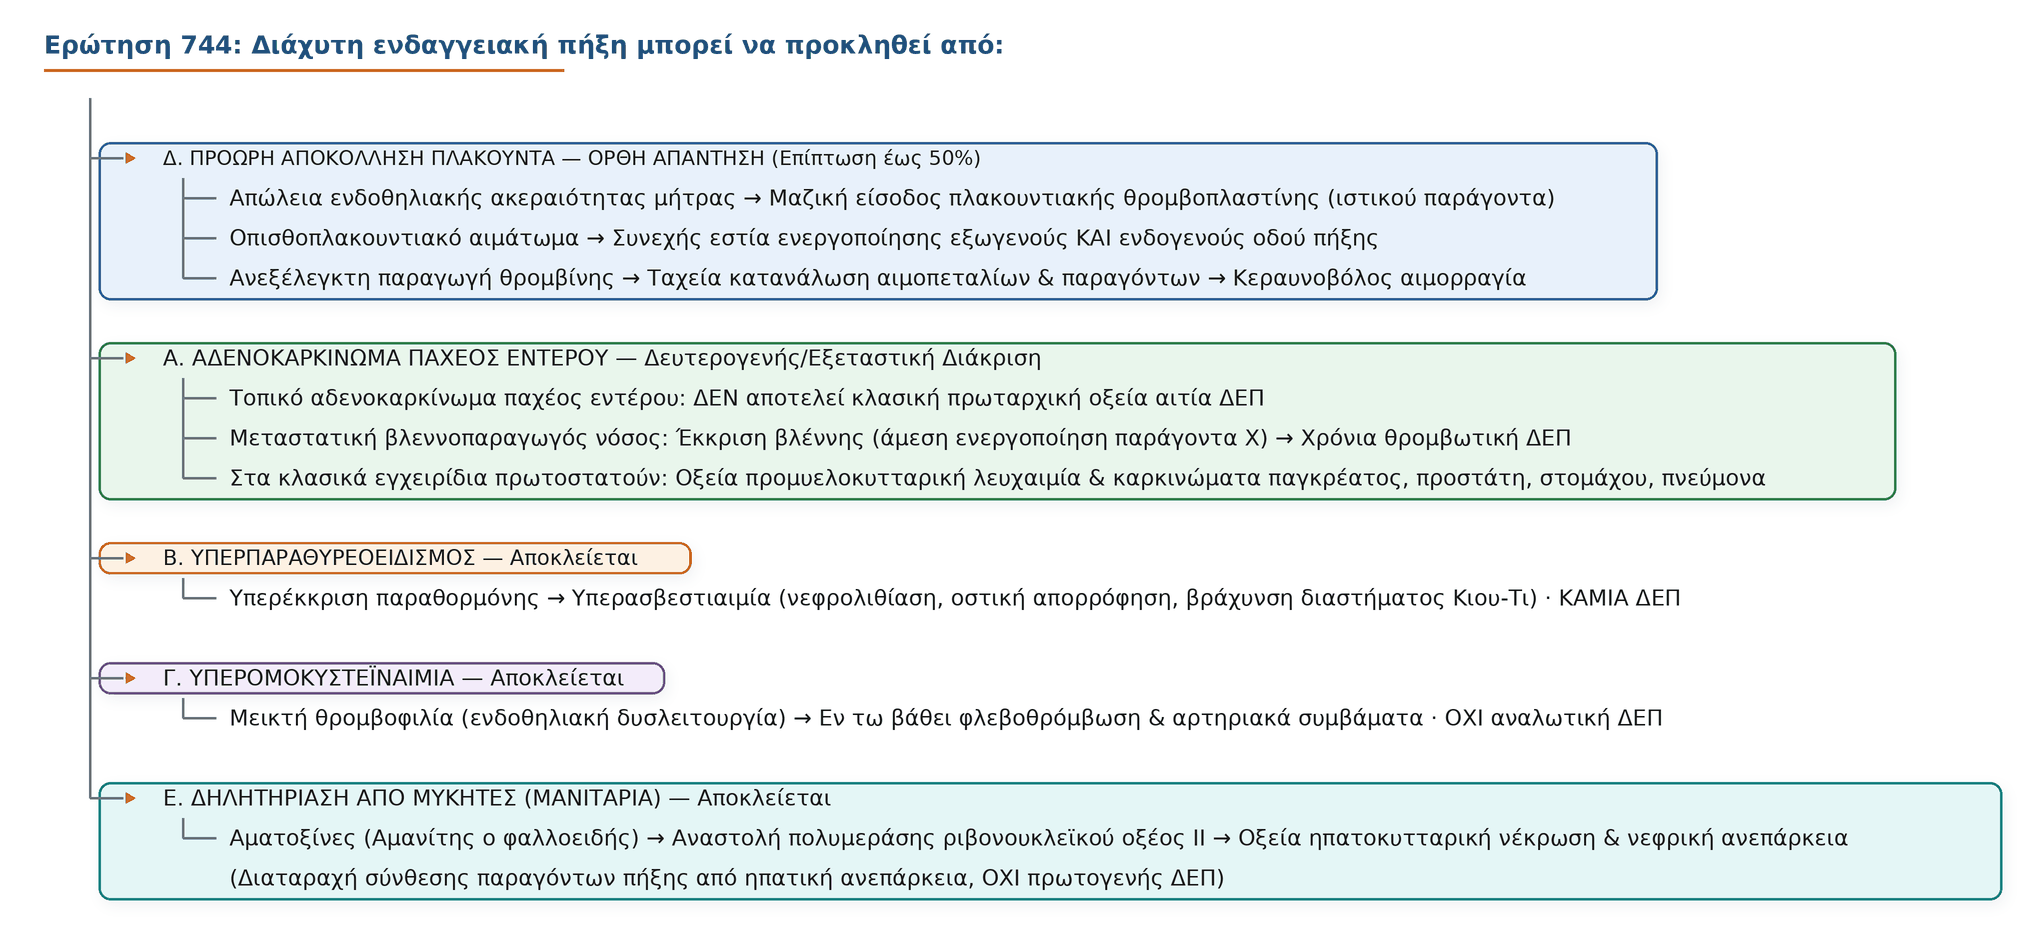 Ερώτηση 744: Διάχυτη ενδαγγειακή πήξη μπορεί να προκληθεί από:
Δ. ΠΡΟΩΡΗ ΑΠΟΚΟΛΛΗΣΗ ΠΛΑΚΟΥΝΤΑ — ΟΡΘΗ ΑΠΑΝΤΗΣΗ (Επίπτωση έως 50%)
Απώλεια ενδοθηλιακής ακεραιότητας μήτρας → Μαζική είσοδος πλακουντιακής θρομβοπλαστίνης (ιστικού παράγοντα)
Οπισθοπλακουντιακό αιμάτωμα → Συνεχής εστία ενεργοποίησης εξωγενούς ΚΑΙ ενδογενούς οδού πήξης
Ανεξέλεγκτη παραγωγή θρομβίνης → Ταχεία κατανάλωση αιμοπεταλίων & παραγόντων → Κεραυνοβόλος αιμορραγία
Α. ΑΔΕΝΟΚΑΡΚΙΝΩΜΑ ΠΑΧΕΟΣ ΕΝΤΕΡΟΥ — Δευτερογενής/Εξεταστική Διάκριση
Τοπικό αδενοκαρκίνωμα παχέος εντέρου: ΔΕΝ αποτελεί κλασική πρωταρχική οξεία αιτία ΔΕΠ
Μεταστατική βλεννοπαραγωγός νόσος: Έκκριση βλέννης (άμεση ενεργοποίηση παράγοντα Χ) → Χρόνια θρομβωτική ΔΕΠ
Στα κλασικά εγχειρίδια πρωτοστατούν: Οξεία προμυελοκυτταρική λευχαιμία & καρκινώματα παγκρέατος, προστάτη, στομάχου, πνεύμονα
Β. ΥΠΕΡΠΑΡΑΘΥΡΕΟΕΙΔΙΣΜΟΣ — Αποκλείεται
Υπερέκκριση παραθορμόνης → Υπερασβεστιαιμία (νεφρολιθίαση, οστική απορρόφηση, βράχυνση διαστήματος Κιου-Τι) · ΚΑΜΙΑ ΔΕΠ
Γ. ΥΠΕΡΟΜΟΚΥΣΤΕΪΝΑΙΜΙΑ — Αποκλείεται
Μεικτή θρομβοφιλία (ενδοθηλιακή δυσλειτουργία) → Εν τω βάθει φλεβοθρόμβωση & αρτηριακά συμβάματα · ΟΧΙ αναλωτική ΔΕΠ
Ε. ΔΗΛΗΤΗΡΙΑΣΗ ΑΠΟ ΜΥΚΗΤΕΣ (ΜΑΝΙΤΑΡΙΑ) — Αποκλείεται
Αματοξίνες (Αμανίτης ο φαλλοειδής) → Αναστολή πολυμεράσης ριβονουκλεϊκού οξέος ΙΙ → Οξεία ηπατοκυτταρική νέκρωση & νεφρική ανεπάρκεια
(Διαταραχή σύνθεσης παραγόντων πήξης από ηπατική ανεπάρκεια, ΟΧΙ πρωτογενής ΔΕΠ)